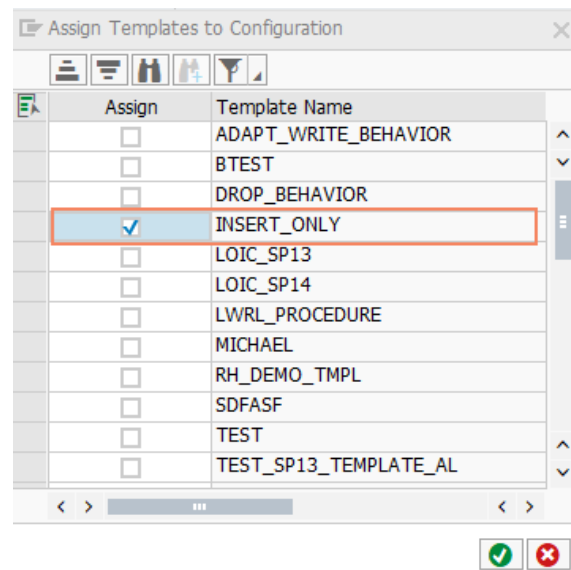 Assign Templates to Configuration
Assign Template Name
ADAPT_WRITE_BEHAVIOR
BTEST
DROP_BEHAVIOR
INSERT_ONLY
LOIC_SP13
LOIC_SP14
LWRL_PROCEDURE
MICHAEL
RH_DEMO_TMPL
SDFASF
TEST
TEST_SP13_TEMPLATE_AL